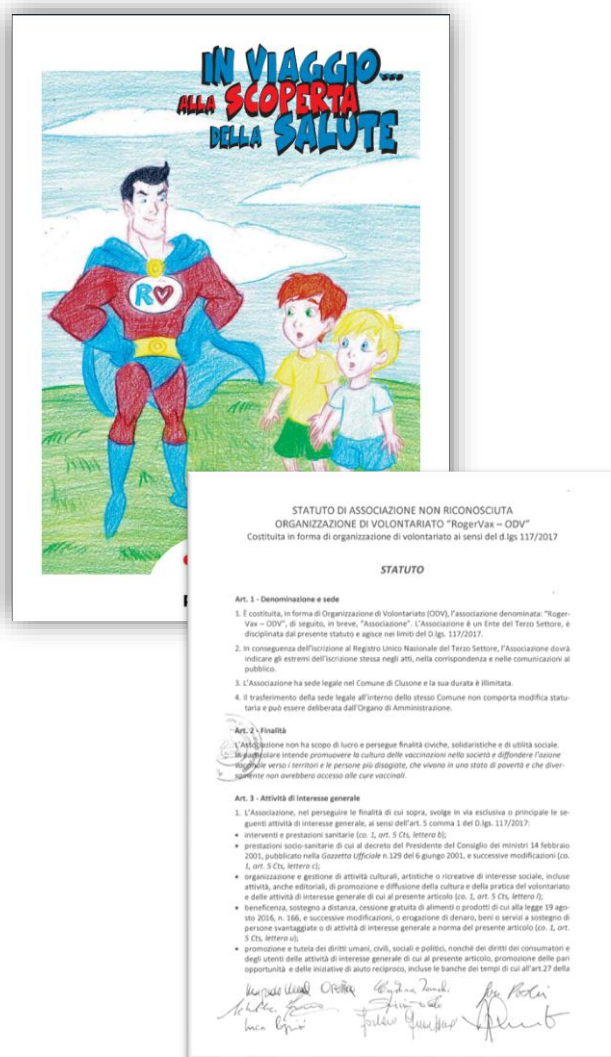 IN VIAGGIO...
ALLA SCOPERTA
DELLA SALUTE
R
STATUTO DI ASSOCIAZIONE NON RICONOSCIUTA
ORGANIZZAZIONE DI VOLONTARIATO "RogerVax – ODV"
Costituita in forma di organizzazione di volontariato ai sensi del d.lgs 117/2017
STATUTO
Art. 1 - Denominazione e sede
1. È costituita, in forma di Organizzazione di Volontariato (ODV), l'associazione denominata: "Roger-
Vax – ODV", di seguito, in breve, "Associazione". L'Associazione è un Ente del Terzo Settore, è
disciplinata dal presente statuto e agisce nei limiti del D.lgs. 117/2017.
2. In conseguenza dell'iscrizione al Registro Unico Nazionale del Terzo Settore, l'Associazione dovrà
indicare gli estremi dell'iscrizione stessa negli atti, nella corrispondenza e nelle comunicazioni al
pubblico.
3. L'Associazione ha sede legale nel Comune di Clusone e la sua durata è illimitata.
4. Il trasferimento della sede legale all'interno dello stesso Comune non comporta modifica statu-
taria e può essere deliberata dall'Organo di Amministrazione.
Art. 2 - Finalità
L'Associazione non ha scopo di lucro e persegue finalità civiche, solidaristiche e di utilità sociale.
In particolare intende promuovere la cultura delle vaccinazioni nella società e diffondere l'azione
vaccinale verso i territori e le persone più disagiate, che vivono in uno stato di povertà e che diver-
samente non avrebbero accesso alle cure vaccinali.
Art. 3 - Attività di interesse generale
1. L'Associazione, nel perseguire le finalità di cui sopra, svolge in via esclusiva o principale le se-
guenti attività di interesse generale, ai sensi dell'art. 5 comma 1 del D.lgs. 117/2017:
• interventi e prestazioni sanitarie (co. 1, art. 5 Cts, lettera b);
• prestazioni socio-sanitarie di cui al decreto del Presidente del Consiglio dei ministri 14 febbraio
2001, pubblicato nella Gazzetta Ufficiale n.129 del 6 giungo 2001, e successive modificazioni (co.
1, art. 5 Cts, lettera c);
• organizzazione e gestione di attività culturali, artistiche o ricreative di interesse sociale, incluse
attività, anche editoriali, di promozione e diffusione della cultura e della pratica del volontariato
e delle attività di interesse generale di cui al presente articolo (co. 1, art. 5 Cts, lettera i);
• beneficenza, sostegno a distanza, cessione gratuita di alimenti o prodotti di cui alla legge 19 ago-
sto 2016, n. 166, e successive modificazioni, o erogazione di denaro, beni o servizi a sostegno di
persone svantaggiate o di attività di interesse generale a norma del presente articolo (co. 1, art.
5 Cts, lettera u);
• promozione e tutela dei diritti umani, civili, sociali e politici, nonché dei diritti dei consumatori e
degli utenti delle attività di interesse generale di cui al presente articolo, promozione delle pari
opportunità e delle iniziative di aiuto reciproco, incluse le banche dei tempi di cui all'art.27 della